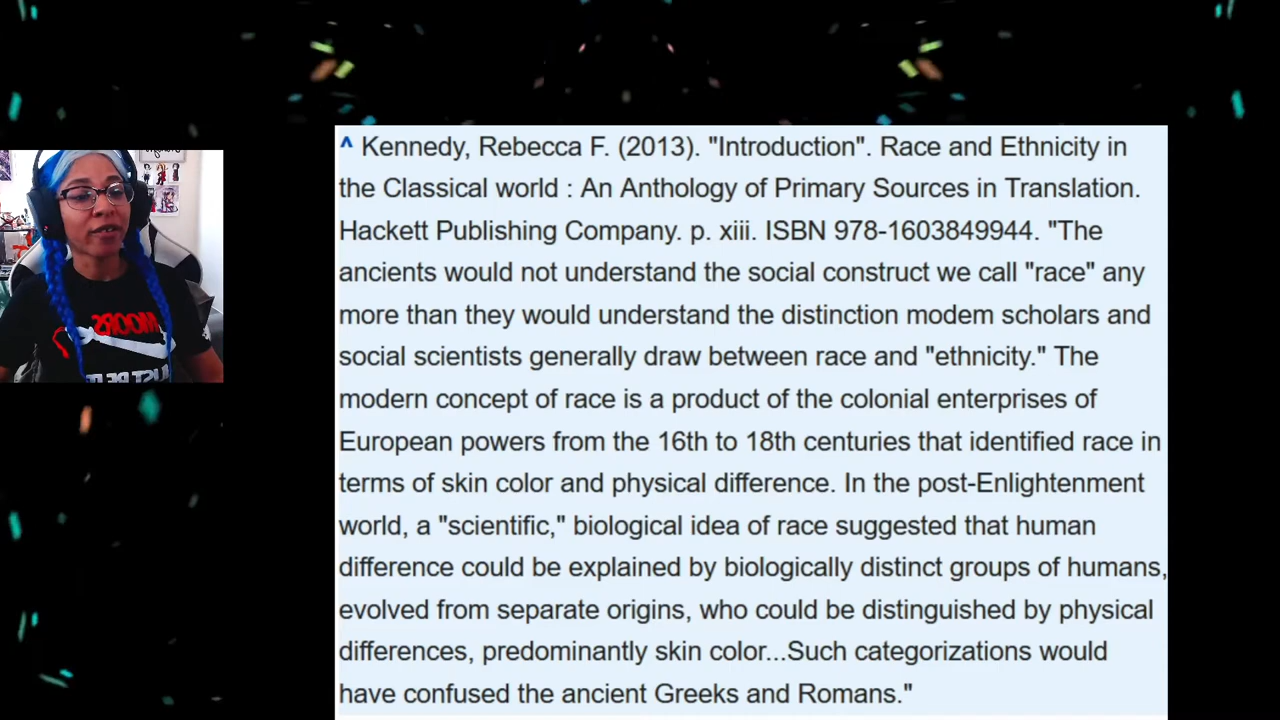 ^ Kennedy, Rebecca F. (2013). "Introduction". Race and Ethnicity in
the Classical world : An Anthology of Primary Sources in Translation.
Hackett Publishing Company. p. xiii. ISBN 978-1603849944. "The
ancients would not understand the social construct we call "race" any
more than they would understand the distinction modem scholars and
social scientists generally draw between race and "ethnicity." The
modern concept of race is a product of the colonial enterprises of
European powers from the 16th to 18th centuries that identified race in
terms of skin color and physical difference. In the post-Enlightenment
world, a "scientific," biological idea of race suggested that human
difference could be explained by biologically distinct groups of humans,
evolved from separate origins, who could be distinguished by physical
differences, predominantly skin color...Such categorizations would
have confused the ancient Greeks and Romans."
MOORS
JUST BE